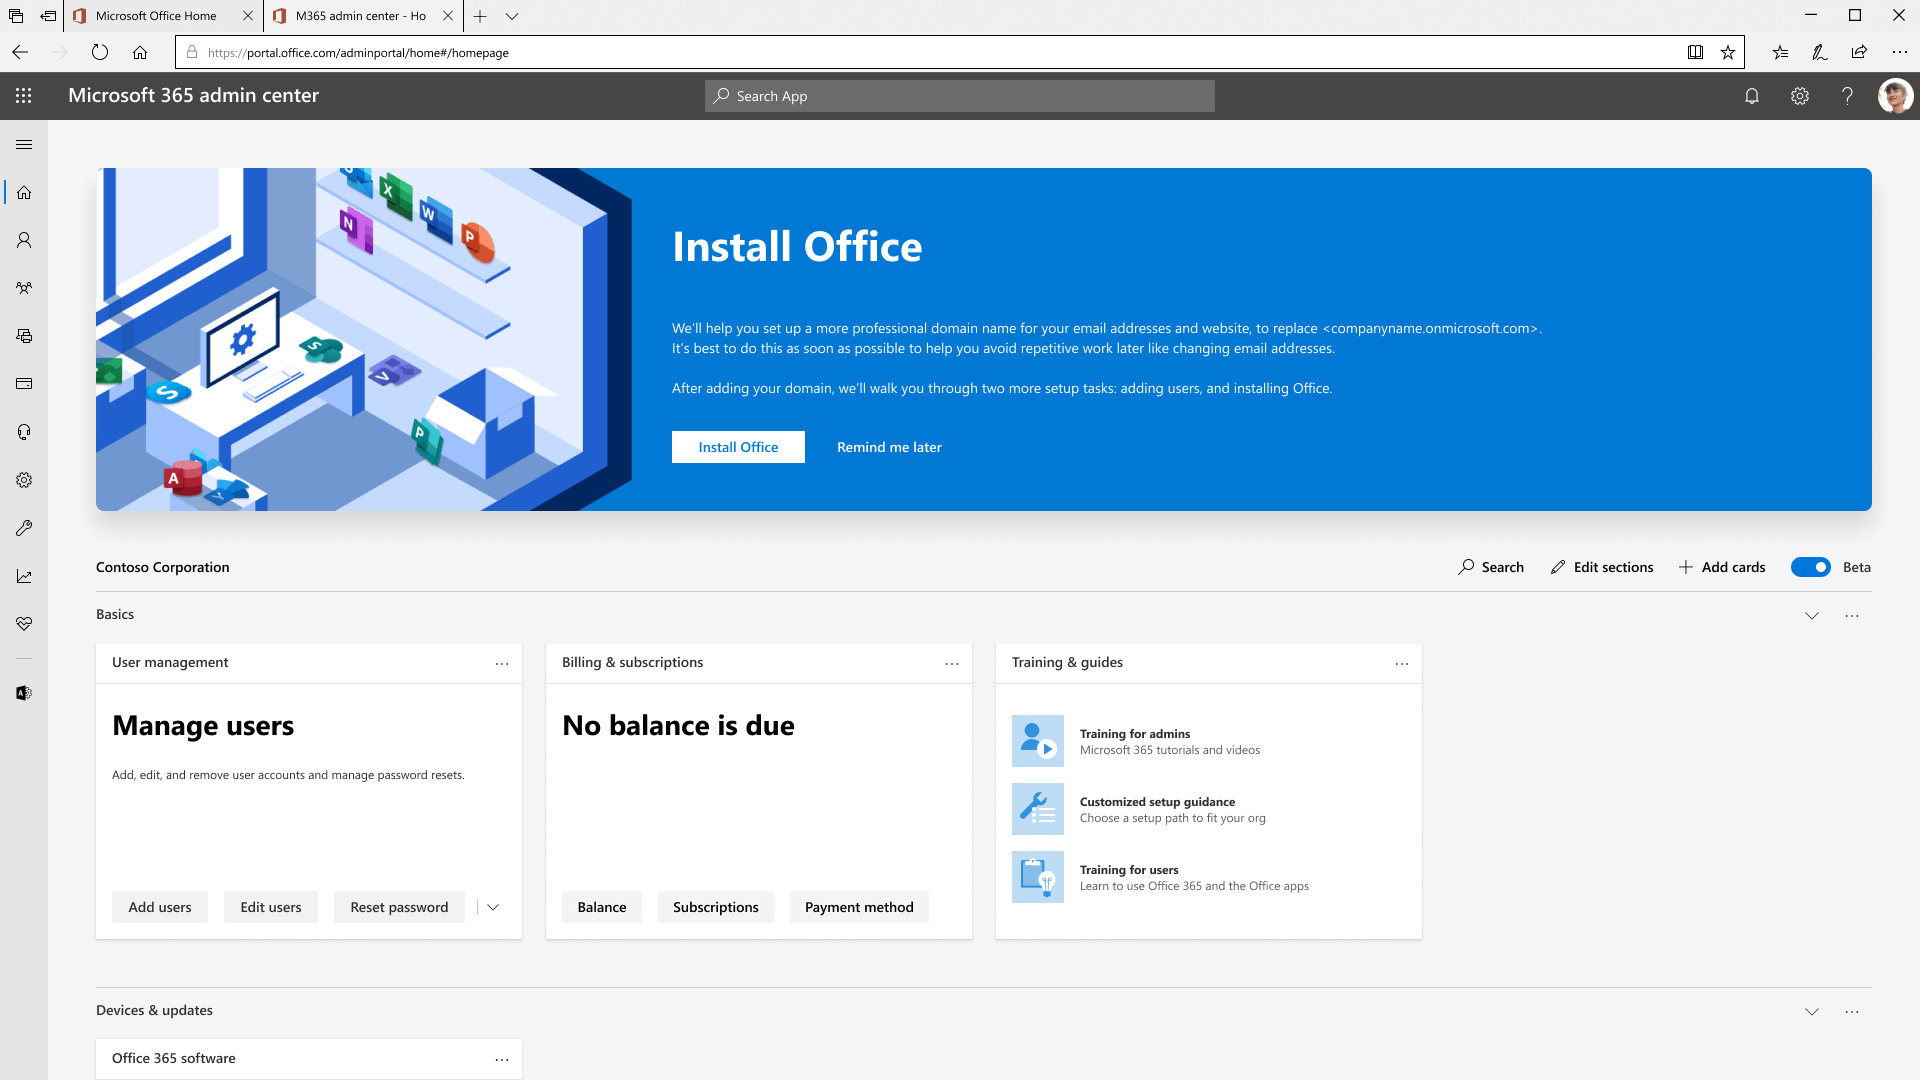 Microsoft Office Home
M365 admin center - Ho
https://portal.office.com/adminportal/home#/homepage
Microsoft 365 admin center
Search App
Install Office
We'll help you set up a more professional domain name for your email addresses and website, to replace <companyname.onmicrosoft.com>.
It's best to do this as soon as possible to help you avoid repetitive work later like changing email addresses.
After adding your domain, we'll walk you through two more setup tasks: adding users, and installing Office.
Install Office
Remind me later
Contoso Corporation
Search
Edit sections
Add cards
Beta
Basics
User management
Manage users
Add, edit, and remove user accounts and manage password resets.
Add users
Edit users
Reset password
Billing & subscriptions
No balance is due
Balance
Subscriptions
Payment method
Training & guides
Training for admins
Microsoft 365 tutorials and videos
Customized setup guidance
Choose a setup path to fit your org
Training for users
Learn to use Office 365 and the Office apps
Devices & updates
Office 365 software